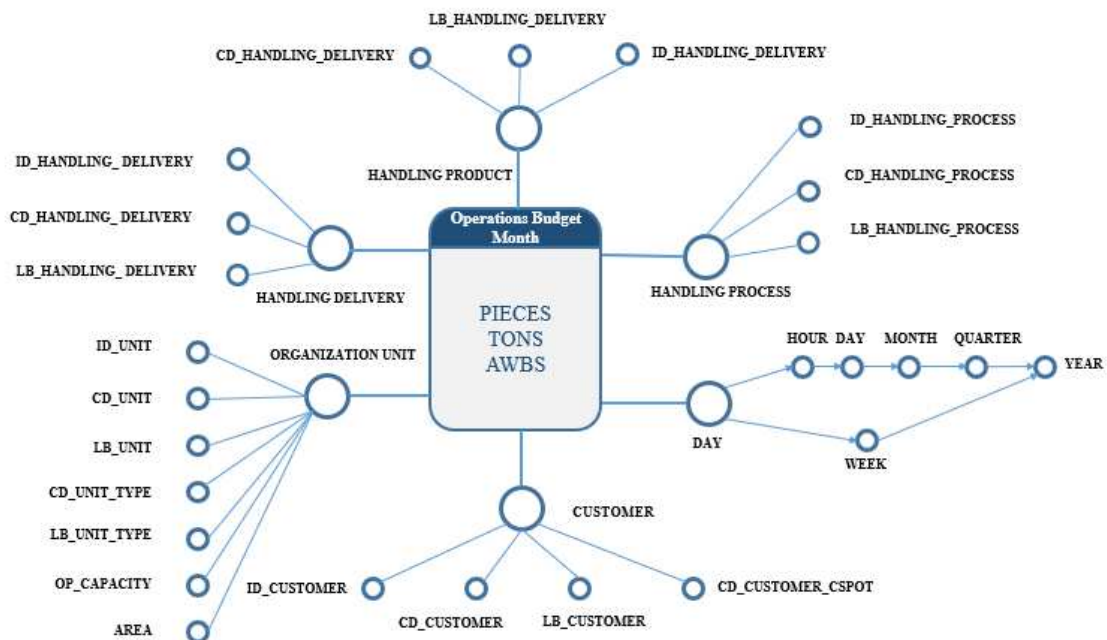 LB_HANDLING_DELIVERY
CD_HANDLING_DELIVERY
ID_HANDLING_DELIVERY
ID_HANDLING_PROCESS
ID_HANDLING_ DELIVERY
HANDLING PRODUCT
CD_HANDLING_PROCESS
CD_HANDLING_DELIVERY
Operations Budget
Month
LB_HANDLING_PROCESS
LB_HANDLING_ DELIVERY
HANDLING DELIVERY
HANDLING PROCESS
PIECES
TONS
AWBS
ID_UNIT
ORGANIZATION UNIT
HOUR DAY MONTH QUARTER
YEAR
CD_UNIT
LB_UNIT
DAY
WEEK
CD_UNIT_TYPE
CUSTOMER
LB_UNIT_TYPE
OP_CAPACITY
ID_CUSTOMER
CD_CUSTOMER
LB_CUSTOMER
CD_CUSTOMER_CSPOT
AREA